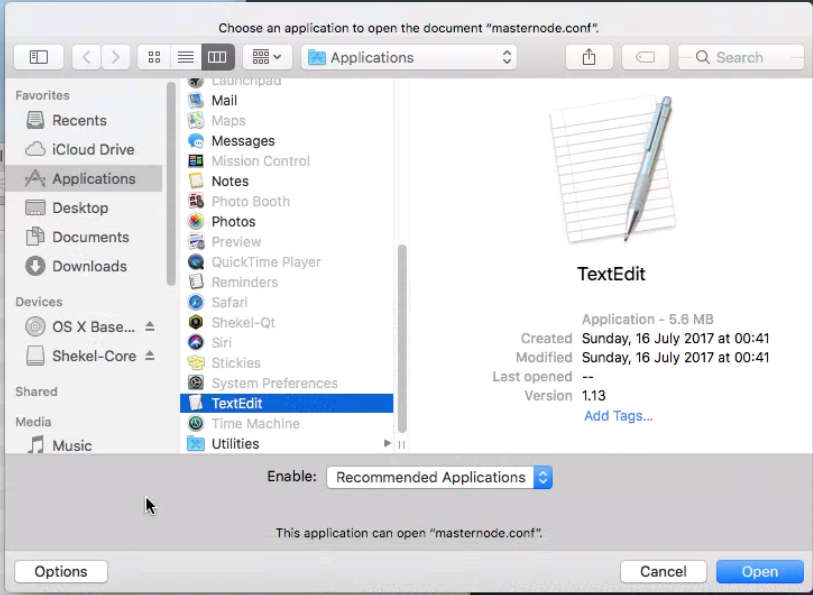 Choose an application to open the document “masternode.conf”.
Applications
Search
Favorites
Recents
iCloud Drive
Applications
Desktop
Documents
Downloads
Devices
OS X Base...
Shekel-Core
Shared
Media
Music
Launchpad
Mail
Maps
Messages
Mission Control
Notes
Photo Booth
Photos
Preview
QuickTime Player
Reminders
Safari
Shekel-Qt
Siri
Stickies
System Preferences
TextEdit
Time Machine
Utilities
TextEdit
Application - 5.6 MB
Created Sunday, 16 July 2017 at 00:41
Modified Sunday, 16 July 2017 at 00:41
Last opened --
Version 1.13
Add Tags...
Enable: Recommended Applications
This application can open “masternode.conf”.
Options
Cancel
Open